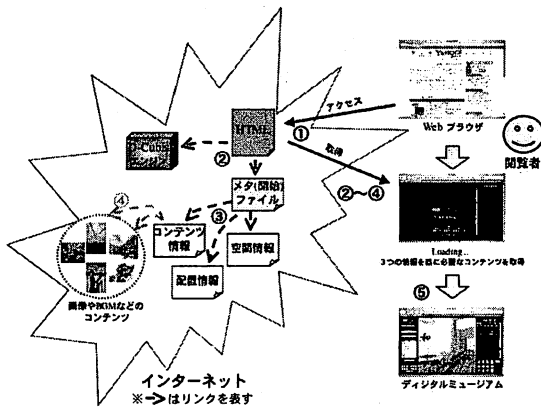 YAHOO!
アクセス
①
Web ブラウザ
HTML
取得
閲覧者
②
②～④
メタ(開始)
ファイル
④
③
コンテンツ
情報
空間情報
Loading..
3つの情報を基に必要なコンテンツを取得
配置情報
⑤
画像やBGMなどの
コンテンツ
インターネット
※->はリンクを表す
ディジタルミュージアム